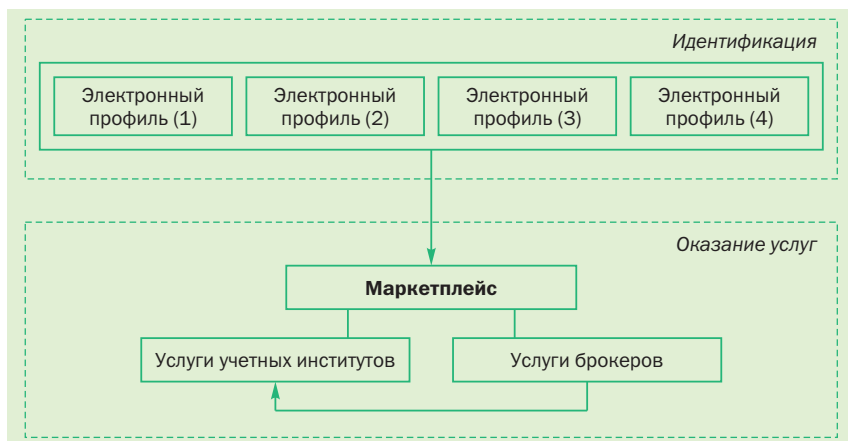 Идентификация
Электронный
профиль (1)
Электронный
профиль (2)
Электронный
профиль (3)
Электронный
профиль (4)
Оказание услуг
Маркетплейс
Услуги учетных институтов
Услуги брокеров